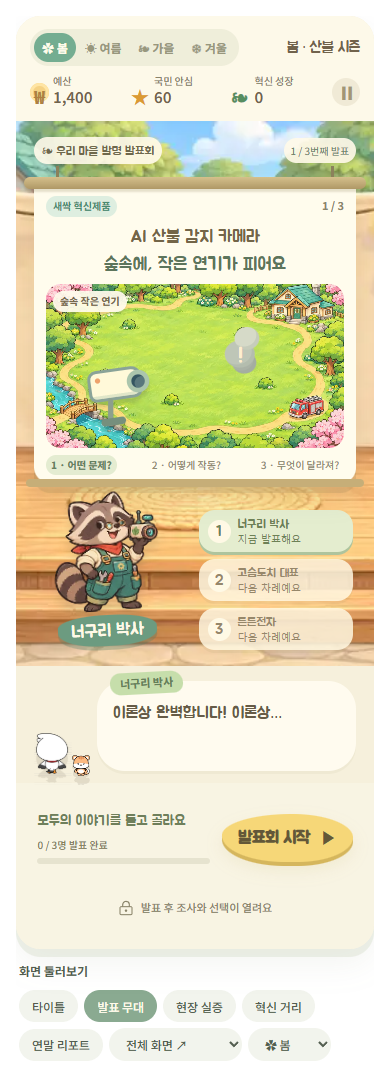 봄
여름
가을
겨울
봄 · 산불 시즌
예산
1,400
국민 안심
60
혁신 성장
0
우리 마을 발명 발표회
1 / 3번째 발표
새싹 혁신제품
1 / 3
AI 산불 감지 카메라
숲속에, 작은 연기가 피어요
숲속 작은 연기
1 · 어떤 문제?
2 · 어떻게 작동?
3 · 무엇이 달라져?
1
너구리 박사
지금 발표해요
2
고슴도치 대표
다음 차례예요
3
튼튼전자
다음 차례예요
너구리 박사
너구리 박사
이론상 완벽합니다! 이론상...
모두의 이야기를 듣고 골라요
0 / 3명 발표 완료
발표회 시작 ▶
발표 후 조사와 선택이 열려요
화면 둘러보기
타이틀
발표 무대
현장 실증
혁신 거리
연말 리포트
전체 화면 ↗
봄